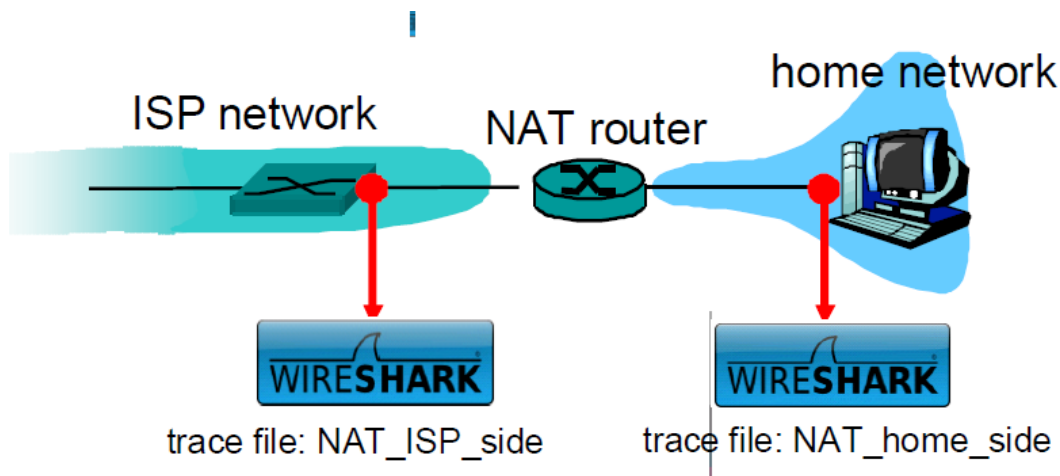 home network
ISP network
NAT router
WIRESHARK
WIRESHARK
trace file: NAT_ISP_side
trace file: NAT_home_side